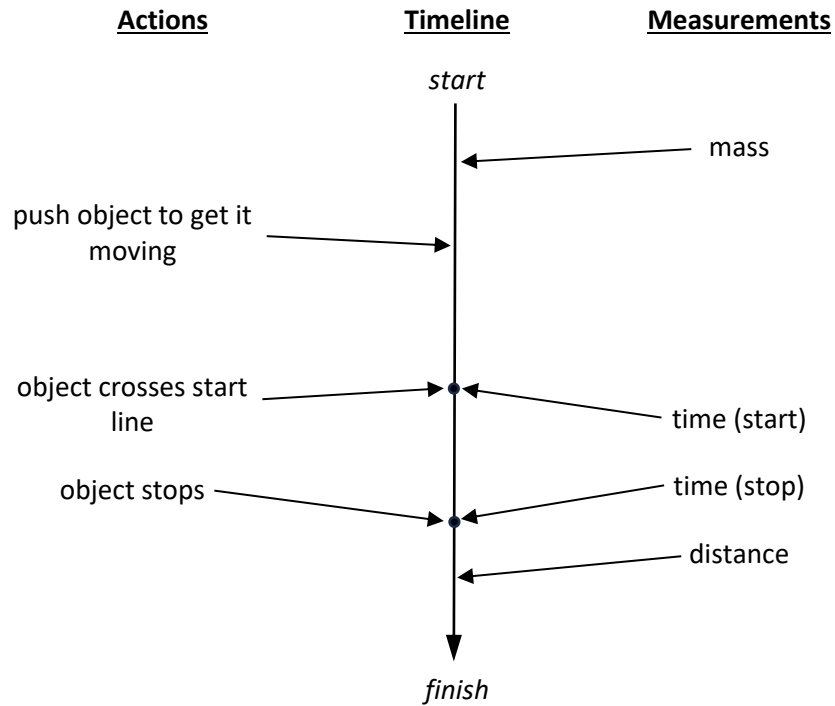 Actions
Timeline
Measurements
start
mass
push object to get it
moving
object crosses start
line
time (start)
object stops
time (stop)
distance
finish